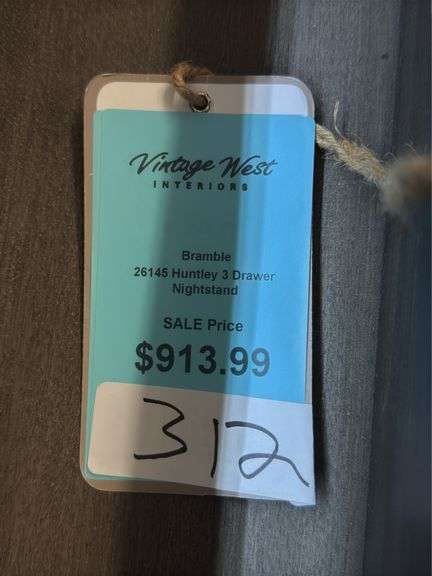 Vintage West
INTERIORS
Bramble
26145 Huntley 3 Drawer
Nightstand
SALE Price
$913.99
312